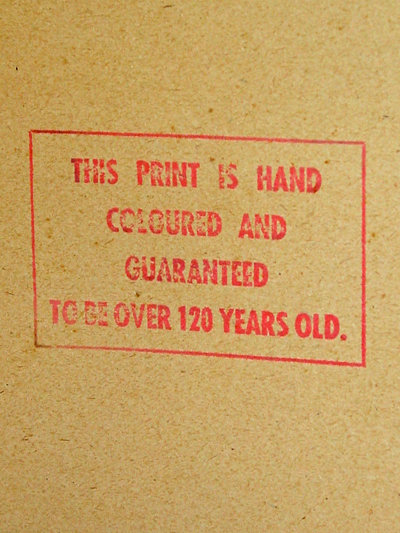 THIS PRINT IS HAND
COLOURED AND
GUARANTEED
TO BE OVER 120 YEARS OLD.